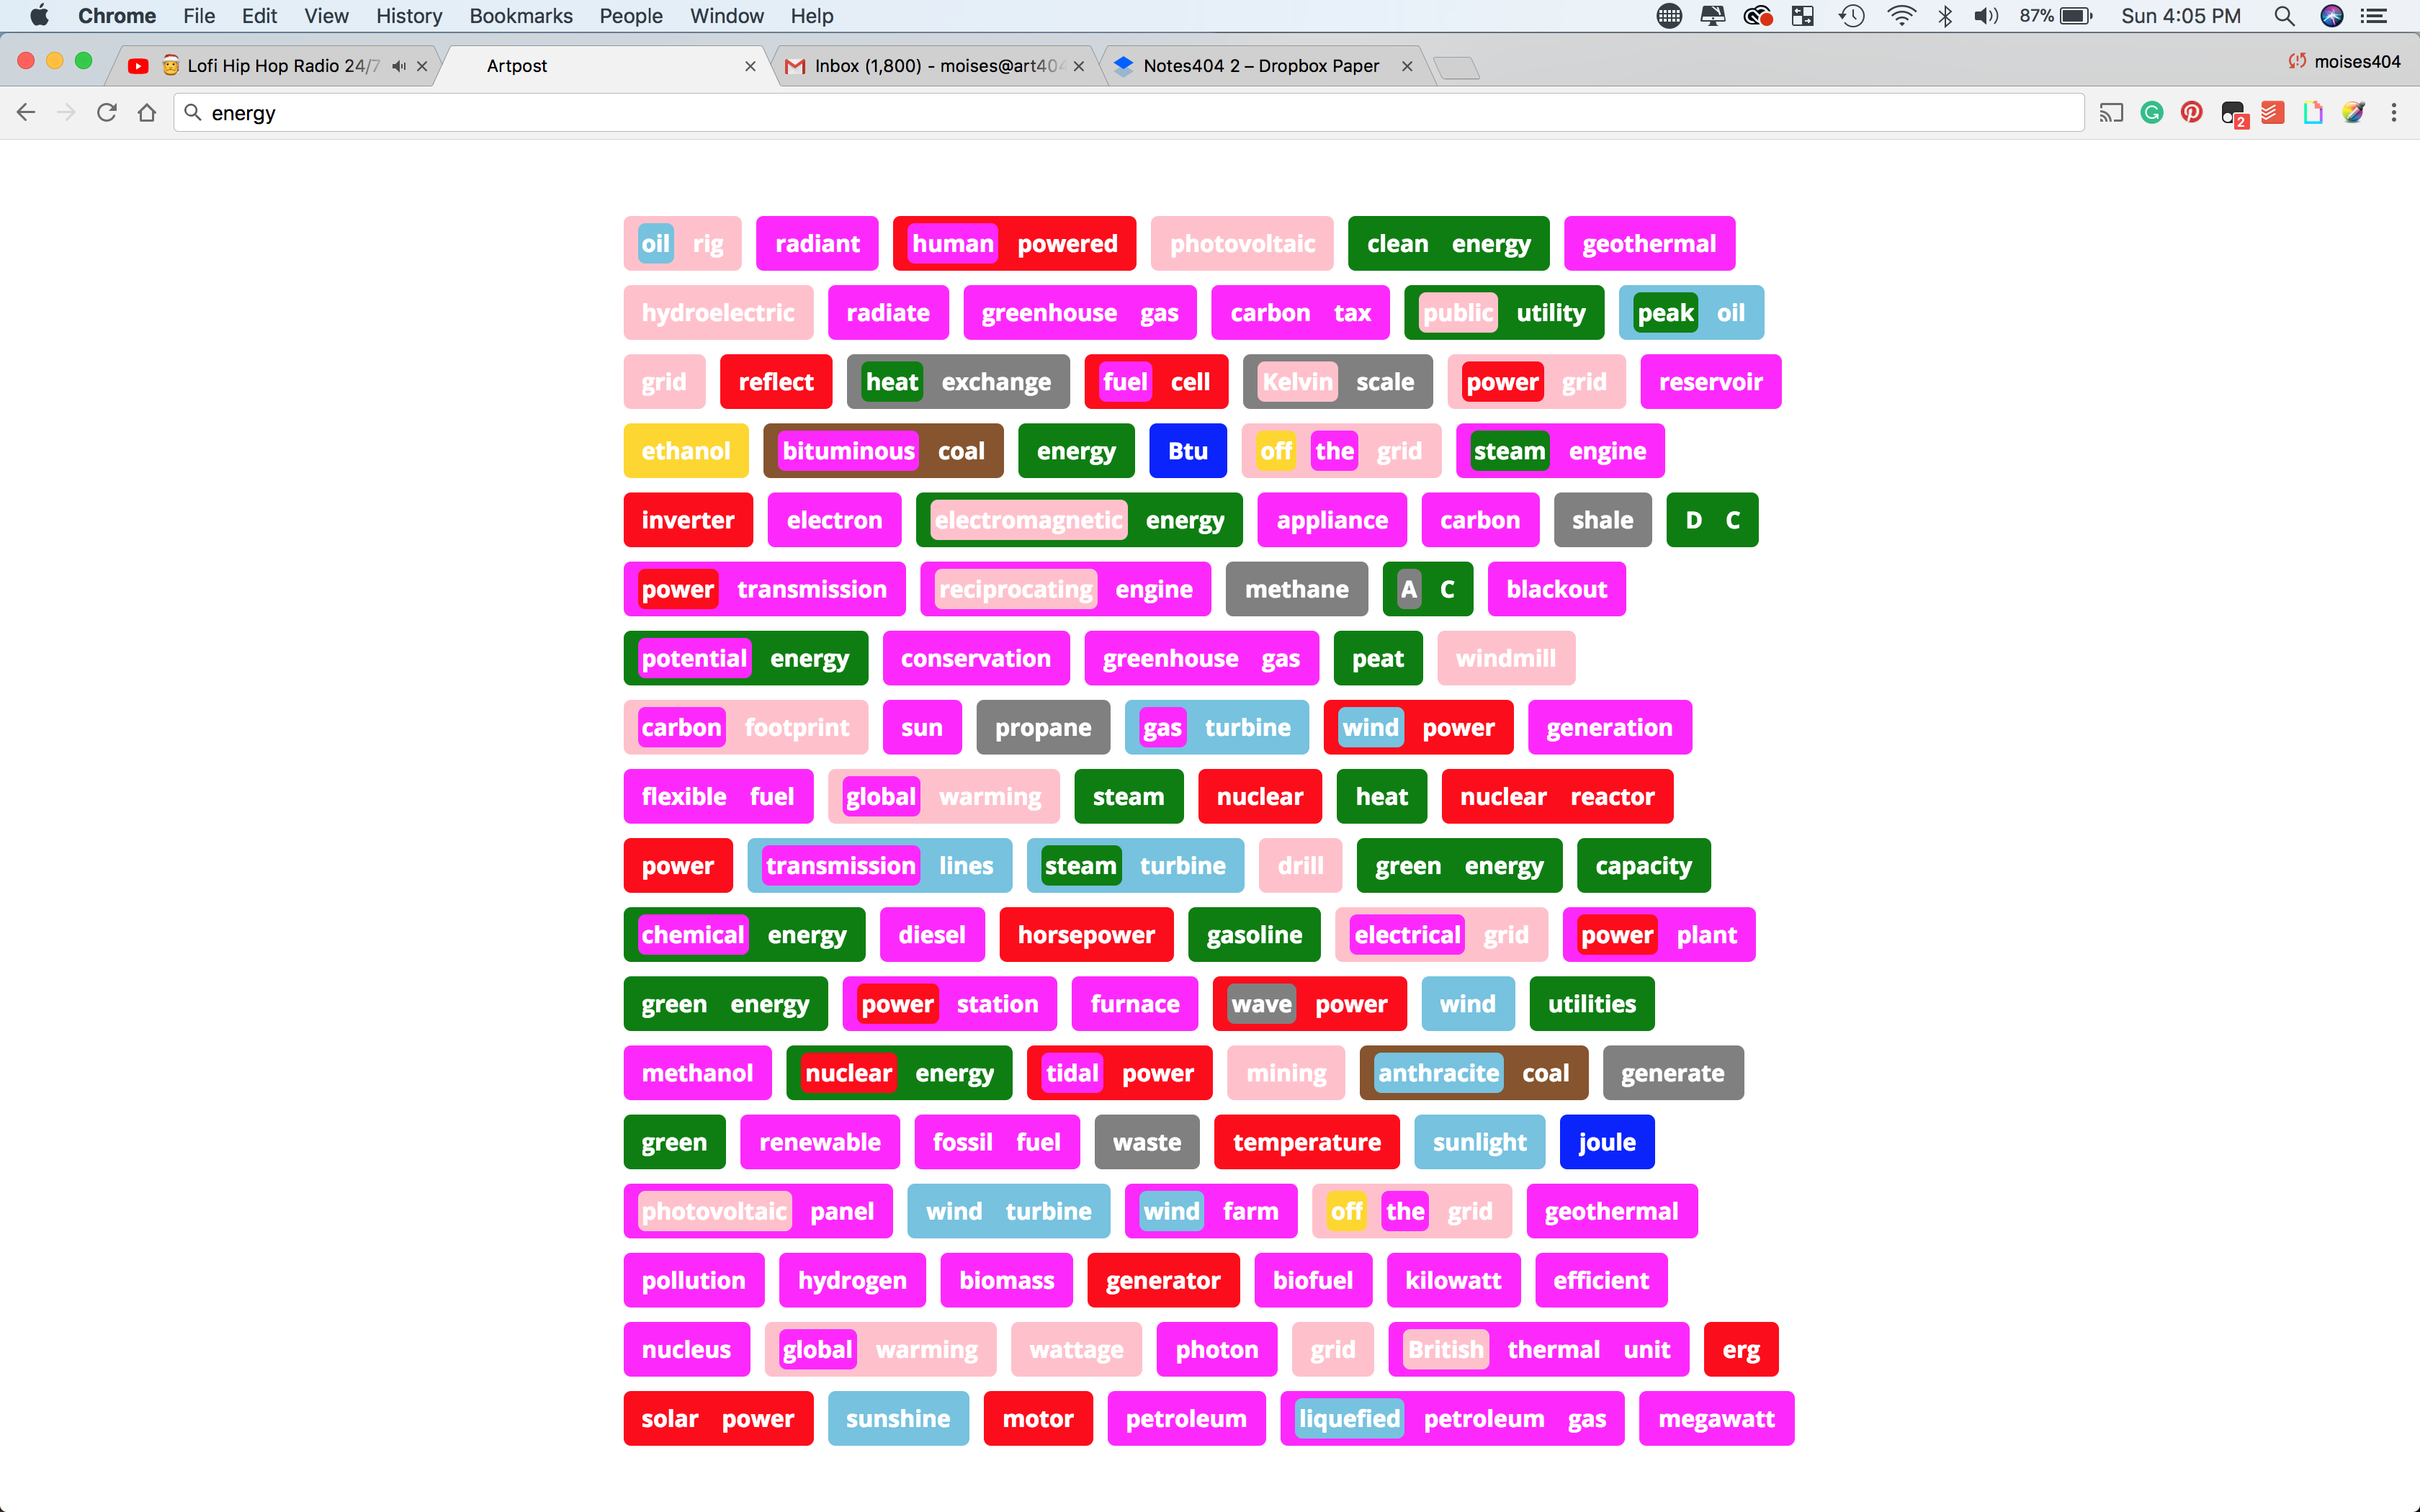 Chrome File Edit View History Bookmarks People Window Help 87% Sun 4:05 PM
Lofi Hip Hop Radio 24/7 Artpost Inbox (1,800) - moises@art404 Notes404 2 – Dropbox Paper moises404
energy 2
oil rig radiant human powered photovoltaic clean energy geothermal
hydroelectric radiate greenhouse gas carbon tax public utility peak oil
grid reflect heat exchange fuel cell Kelvin scale power grid reservoir
ethanol bituminous coal energy Btu off the grid steam engine
inverter electron electromagnetic energy appliance carbon shale D C
power transmission reciprocating engine methane A C blackout
potential energy conservation greenhouse gas peat windmill
carbon footprint sun propane gas turbine wind power generation
flexible fuel global warming steam nuclear heat nuclear reactor
power transmission lines steam turbine drill green energy capacity
chemical energy diesel horsepower gasoline electrical grid power plant
green energy power station furnace wave power wind utilities
methanol nuclear energy tidal power mining anthracite coal generate
green renewable fossil fuel waste temperature sunlight joule
photovoltaic panel wind turbine wind farm off the grid geothermal
pollution hydrogen biomass generator biofuel kilowatt efficient
nucleus global warming wattage photon grid British thermal unit erg
solar power sunshine motor petroleum liquefied petroleum gas megawatt